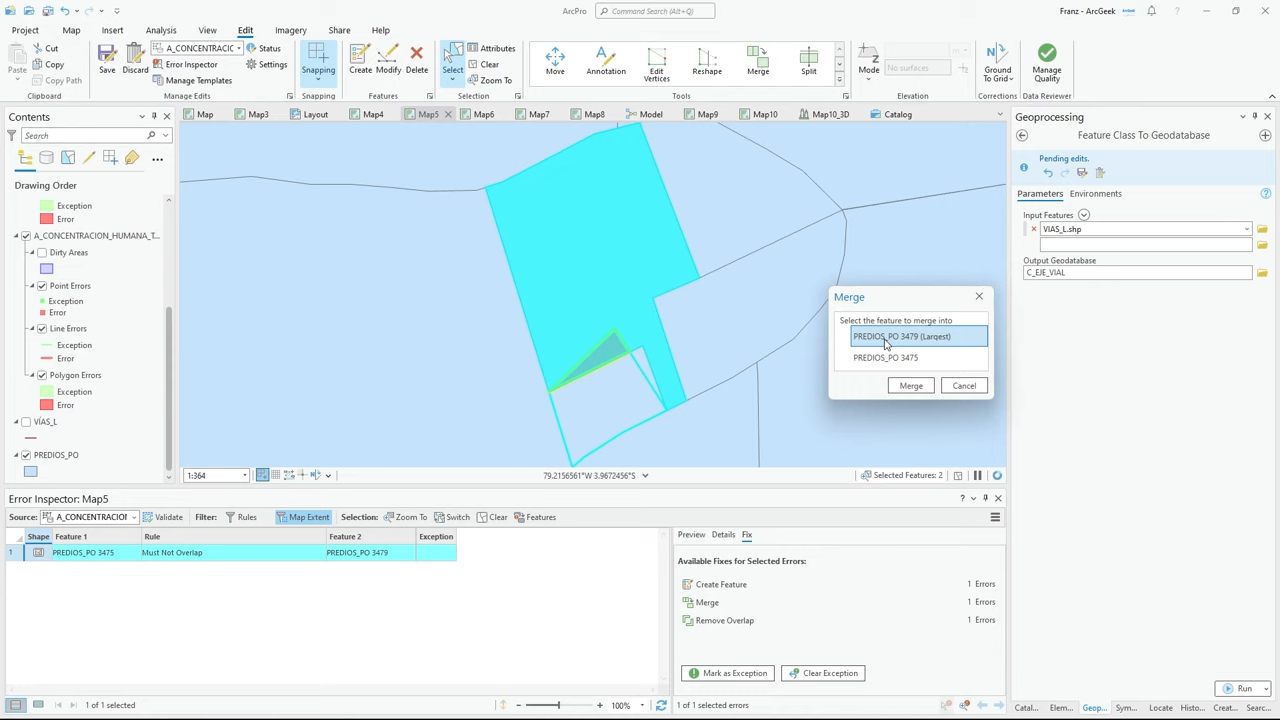 ArcPro
Command Search (Alt+Q)
Franz - ArcGeek
?
Project
Map
Insert
Analysis
View
Edit
Imagery
Share
Help
Paste
Cut
Copy
Copy Path
Clipboard
Save
Discard
A_CONCENTRACIO
Status
Error Inspector
Settings
Manage Templates
Manage Edits
Snapping
Snapping
Create
Modify
Delete
Features
Select
Attributes
Clear
Zoom To
Selection
Move
Annotation
Edit
Vertices
Reshape
Merge
Split
Tools
Mode
No surfaces
Elevation
Ground
To Grid
Corrections
Manage
Quality
Data Reviewer
Contents
Search
Drawing Order
Exception
Error
A_CONCENTRACION_HUMANA_T...
Dirty Areas
Point Errors
Exception
Error
Line Errors
Exception
Error
Polygon Errors
Exception
Error
VÍAS_L
PREDIOS_PO
Map
Map3
Layout
Map4
Map5
Map6
Map7
Map8
Model
Map9
Map10
Map10_3D
Catalog
Merge
Select the feature to merge into
PREDIOS_PO 3479 (Largest)
PREDIOS_PO 3475
Merge
Cancel
1:364
79.2156561°W 3.9672456°S
Selected Features: 2
Geoprocessing
Feature Class To Geodatabase
Pending edits.
Parameters
Environments
?
Input Features
VIAS_L.shp
Output Geodatabase
C_EJE_VIAL
Run
Catal...
Elem...
Geop...
Sym...
Locate
Histo...
Creat...
Searc...
Error Inspector: Map5
?
Source:
A_CONCENTRACION
Validate
Filter:
Rules
Map Extent
Selection:
Zoom To
Switch
Clear
Features
Shape
Feature 1
Rule
Feature 2
Exception
1
PREDIOS_PO 3475
Must Not Overlap
PREDIOS_PO 3479
Preview
Details
Fix
Available Fixes for Selected Errors:
Create Feature
1 Errors
Merge
1 Errors
Remove Overlap
1 Errors
Mark as Exception
Clear Exception
1 of 1 selected
100%
1 of 1 selected errors